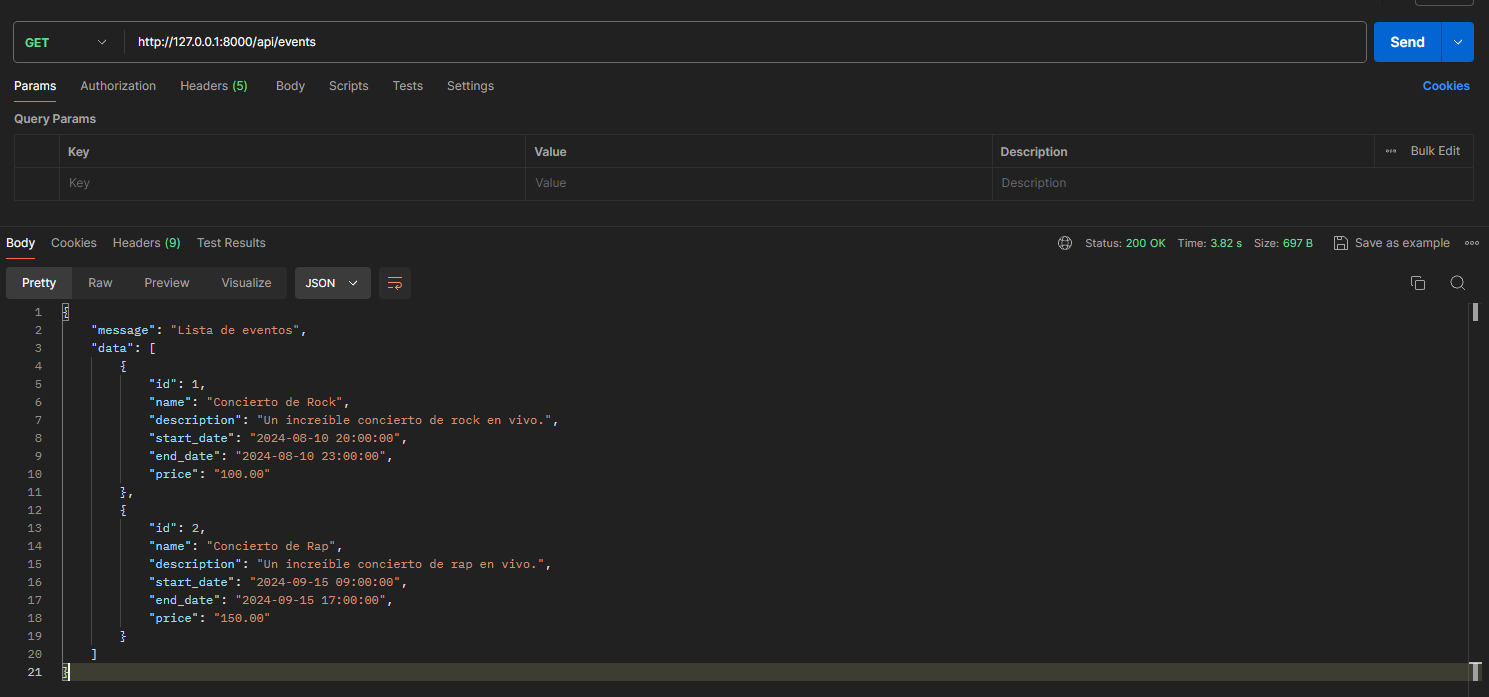 GET http://127.0.0.1:8000/api/events Send
Params Authorization Headers (5) Body Scripts Tests Settings Cookies
Query Params
Key Value Description Bulk Edit
Key Value Description
Body Cookies Headers (9) Test Results Status: 200 OK Time: 3.82 s Size: 697 B Save as example
Pretty Raw Preview Visualize JSON
1 {
2 "message": "Lista de eventos",
3 "data": [
4 {
5 "id": 1,
6 "name": "Concierto de Rock",
7 "description": "Un increíble concierto de rock en vivo.",
8 "start_date": "2024-08-10 20:00:00",
9 "end_date": "2024-08-10 23:00:00",
10 "price": "100.00"
11 },
12 {
13 "id": 2,
14 "name": "Concierto de Rap",
15 "description": "Un increíble concierto de rap en vivo.",
16 "start_date": "2024-09-15 09:00:00",
17 "end_date": "2024-09-15 17:00:00",
18 "price": "150.00"
19 }
20 ]
21 }